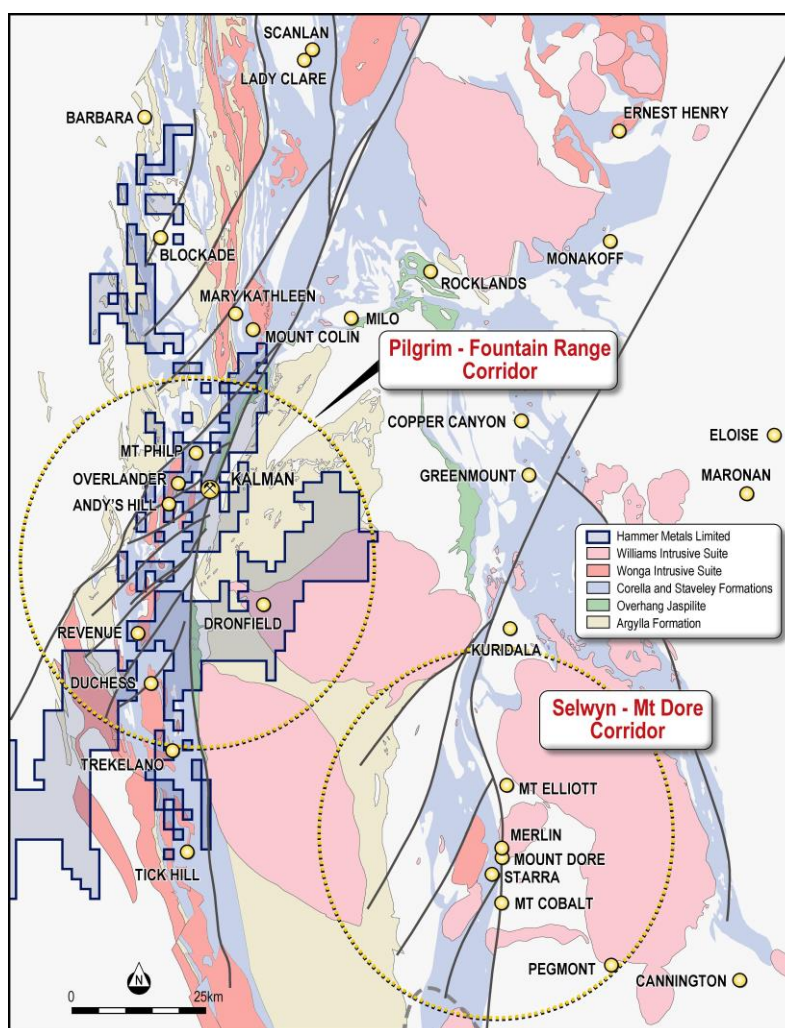 SCANLAN
LADY CLARE
BARBARA
ERNEST HENRY
BLOCKADE
MONAKOFF
ROCKLANDS
MARY KATHLEEN
MILO
MOUNT COLIN
Pilgrim - Fountain Range
Corridor
COPPER CANYON
ELOISE
MT PHILP
OVERLANDER
KALMAN
GREENMOUNT
MARONAN
ANDY'S HILL
Hammer Metals Limited
Williams Intrusive Suite
Wonga Intrusive Suite
Corella and Staveley Formations
Overhang Jaspilite
Argylla Formation
DRONFIELD
REVENUE
KURIDALA
DUCHESS
Selwyn - Mt Dore
Corridor
TREKELANO
MT ELLIOTT
MERLIN
MOUNT DORE
TICK HILL
STARRA
MT COBALT
PEGMONT
CANNINGTON
N
0 25km